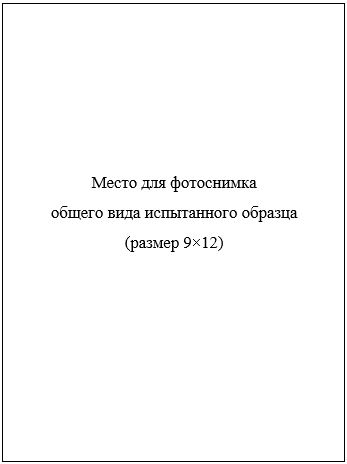 Место для фотоснимка
общего вида испытанного образца
(размер 9×12)